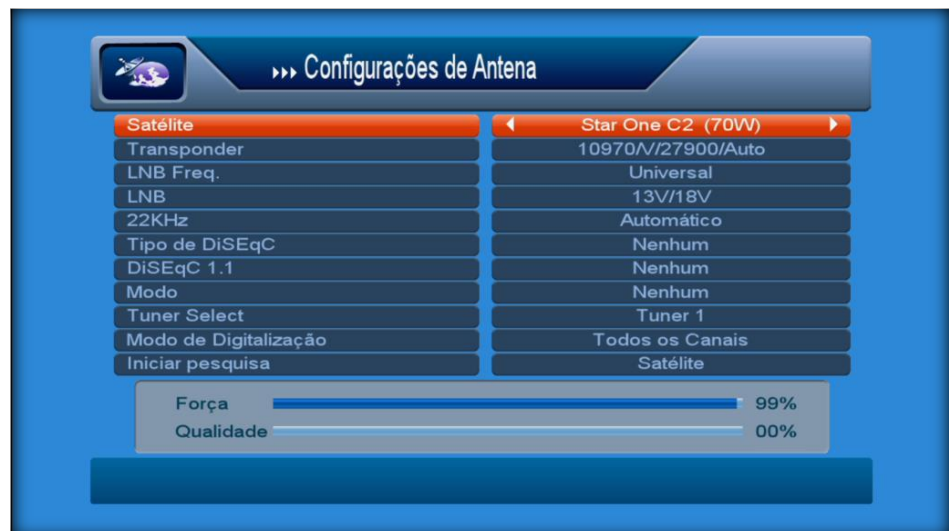 ››› Configurações de Antena
Satélite Star One C2 (70W)
Transponder 10970/V/27900/Auto
LNB Freq. Universal
LNB 13V/18V
22KHz Automático
Tipo de DiSEqC Nenhum
DiSEqC 1.1 Nenhum
Modo Nenhum
Tuner Select Tuner 1
Modo de Digitalização Todos os Canais
Iniciar pesquisa Satélite
Força 99%
Qualidade 00%